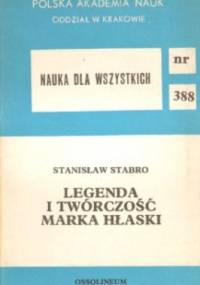 POLSKA AKADEMIA NAUK
ODDZIAŁ W KRAKOWIE
NAUKA DLA WSZYSTKICH
nr
388
STANISŁAW STABRO
LEGENDA
I TWÓRCZOŚĆ
MARKA HŁASKI
OSSOLINEUM